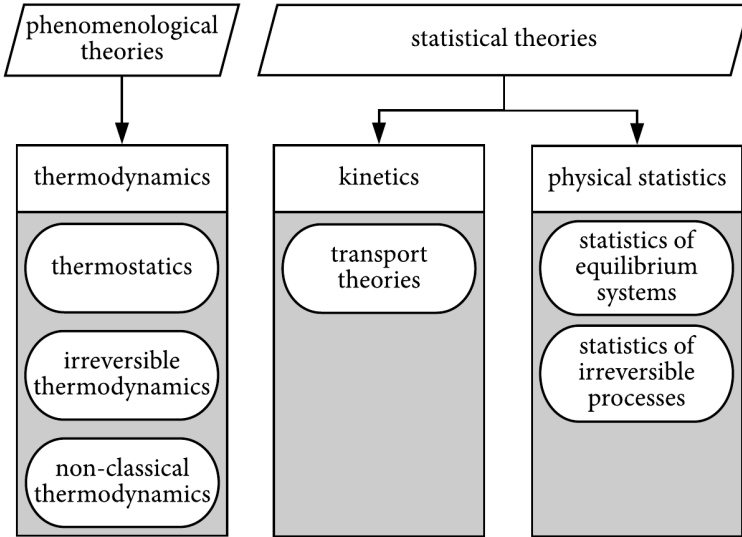 phenomenological
theories
statistical theories
thermodynamics
kinetics
physical statistics
thermostatics
irreversible
thermodynamics
non-classical
thermodynamics
transport
theories
statistics of
equilibrium
systems
statistics of
irreversible
processes